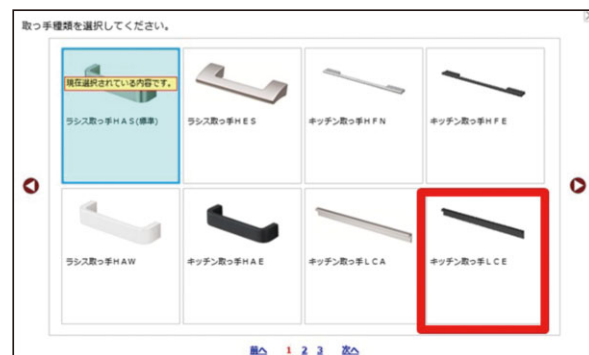 取っ手種類を選択してください。
現在選択されている内容です。
ラシス取っ手HAS(標準)
ラシス取っ手HES
キッチン取っ手HFN
キッチン取っ手HFE
ラシス取っ手HAW
キッチン取っ手HAE
キッチン取っ手LCA
キッチン取っ手LCE
前へ 1 2 3 次へ